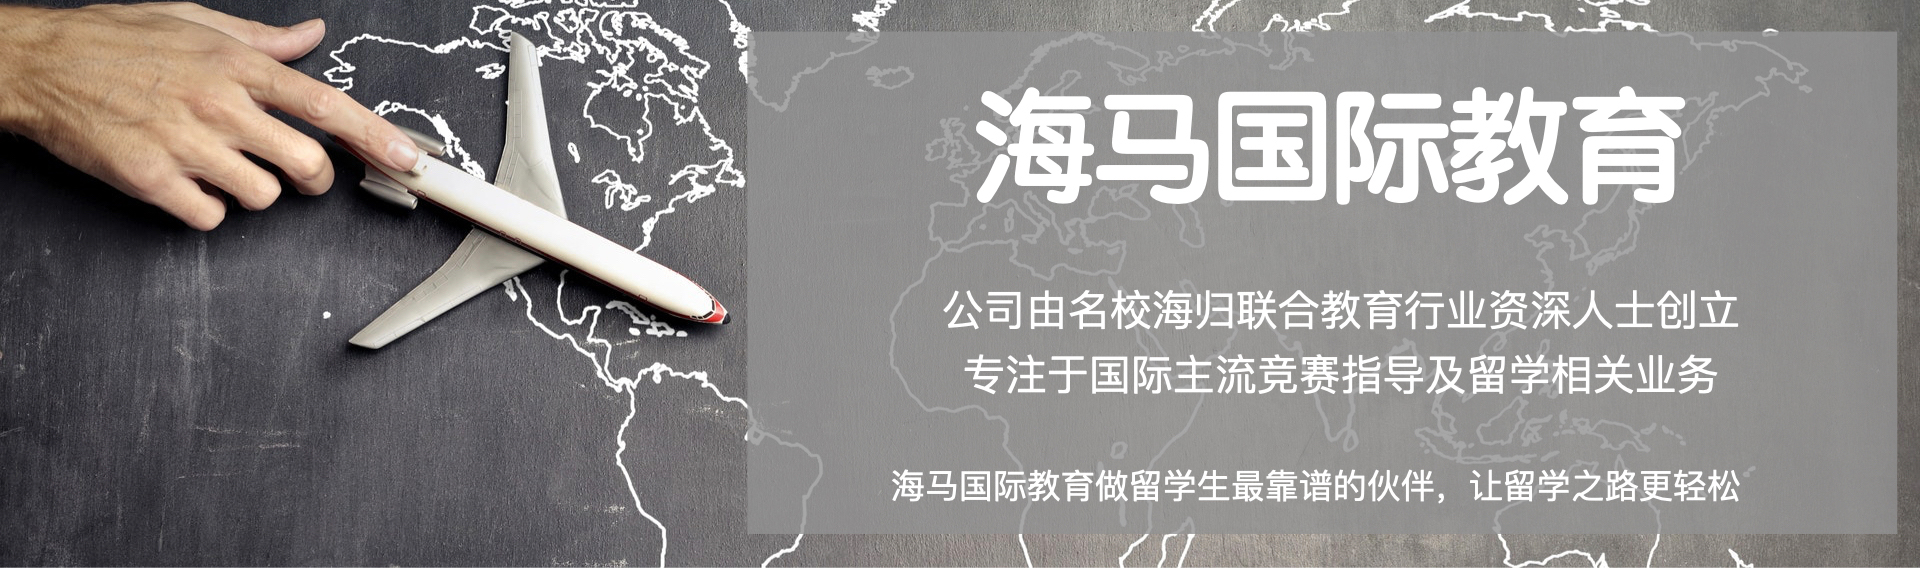 海马国际教育
公司由名校海归联合教育行业资深人士创立
专注于国际主流竞赛指导及留学相关业务
海马国际教育做留学生最靠谱的伙伴，让留学之路更轻松